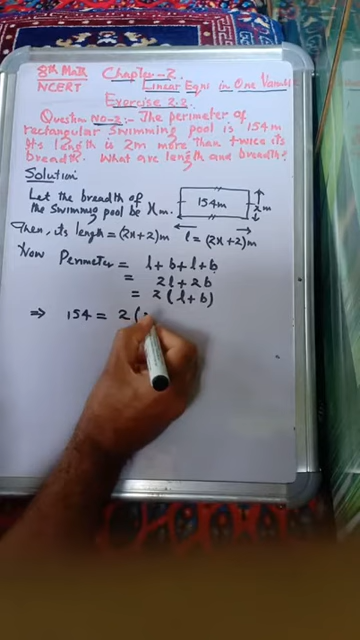 8th Math Chapter-2.
NCERT Linear Eqns in One Variable
Exercise 2.2
Question No-2:- The perimeter of
rectangular swimming pool is 154m
Its length is 2m more than twice its
breadth. What are length and breadth?
Solution
Let the breadth of
the swimming pool be x m.
154m
x m
Then, its length = (2x+2)m
l = (2x+2)m
Now Perimeter = l+b+l+b
= 2l+2b
= 2(l+b)
⇒ 154 = 2(